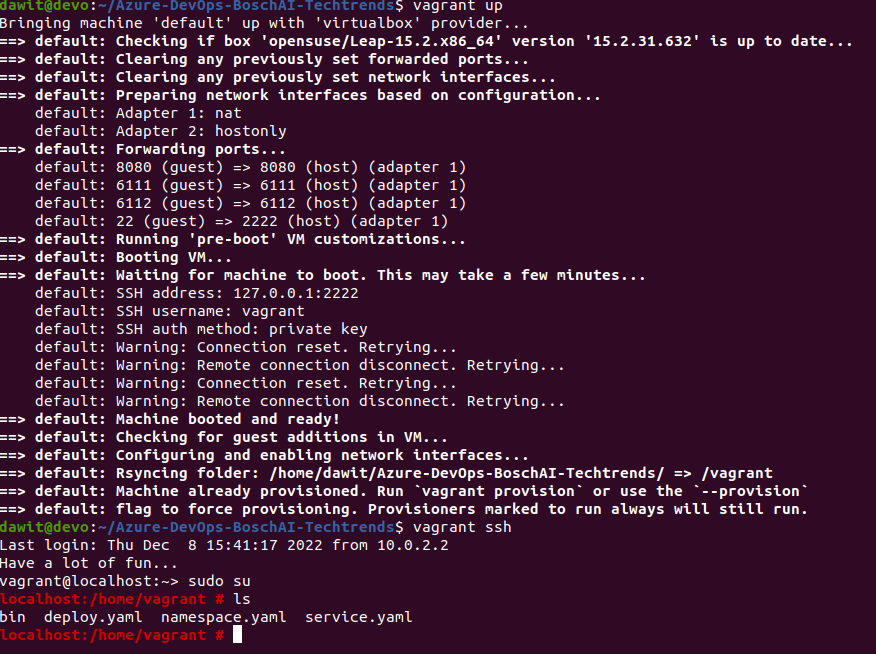 dawit@devo:~/Azure-DevOps-BoschAI-Techtrends$ vagrant up
Bringing machine 'default' up with 'virtualbox' provider...
==> default: Checking if box 'opensuse/Leap-15.2.x86_64' version '15.2.31.632' is up to date...
==> default: Clearing any previously set forwarded ports...
==> default: Clearing any previously set network interfaces...
==> default: Preparing network interfaces based on configuration...
    default: Adapter 1: nat
    default: Adapter 2: hostonly
==> default: Forwarding ports...
    default: 8080 (guest) => 8080 (host) (adapter 1)
    default: 6111 (guest) => 6111 (host) (adapter 1)
    default: 6112 (guest) => 6112 (host) (adapter 1)
    default: 22 (guest) => 2222 (host) (adapter 1)
==> default: Running 'pre-boot' VM customizations...
==> default: Booting VM...
==> default: Waiting for machine to boot. This may take a few minutes...
    default: SSH address: 127.0.0.1:2222
    default: SSH username: vagrant
    default: SSH auth method: private key
    default: Warning: Connection reset. Retrying...
    default: Warning: Remote connection disconnect. Retrying...
    default: Warning: Connection reset. Retrying...
    default: Warning: Remote connection disconnect. Retrying...
==> default: Machine booted and ready!
==> default: Checking for guest additions in VM...
==> default: Configuring and enabling network interfaces...
==> default: Rsyncing folder: /home/dawit/Azure-DevOps-BoschAI-Techtrends/ => /vagrant
==> default: Machine already provisioned. Run `vagrant provision` or use the `--provision`
==> default: flag to force provisioning. Provisioners marked to run always will still run.
dawit@devo:~/Azure-DevOps-BoschAI-Techtrends$ vagrant ssh
Last login: Thu Dec  8 15:41:17 2022 from 10.0.2.2
Have a lot of fun...
vagrant@localhost:~> sudo su
localhost:/home/vagrant # ls
bin  deploy.yaml  namespace.yaml  service.yaml
localhost:/home/vagrant #